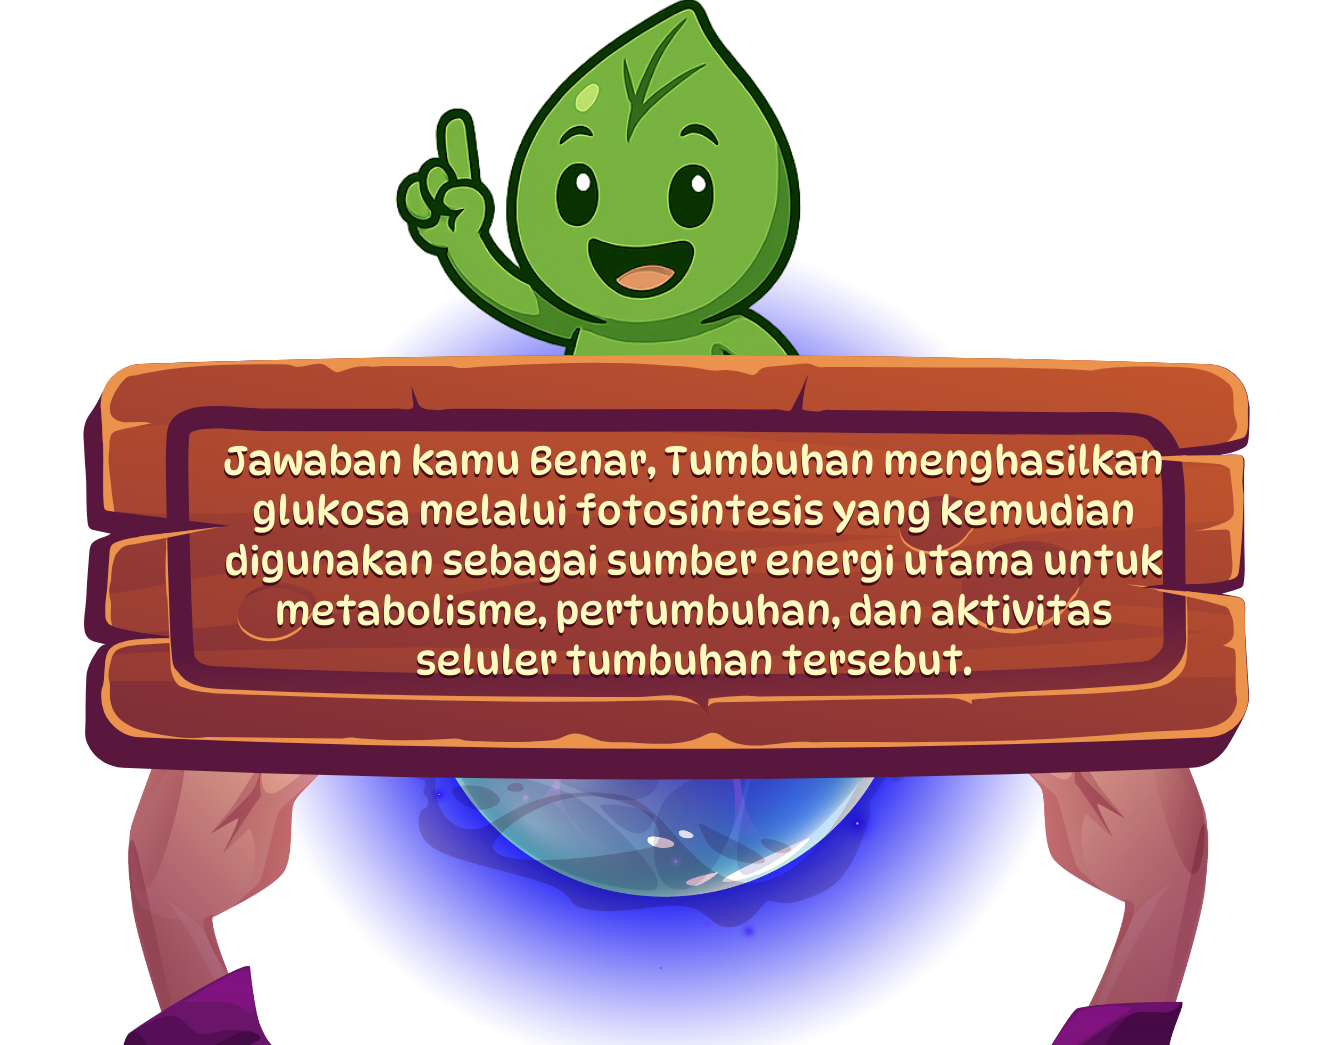 Jawaban kamu Benar, Tumbuhan menghasilkan
glukosa melalui fotosintesis yang kemudian
digunakan sebagai sumber energi utama untuk
metabolisme, pertumbuhan, dan aktivitas
seluler tumbuhan tersebut.